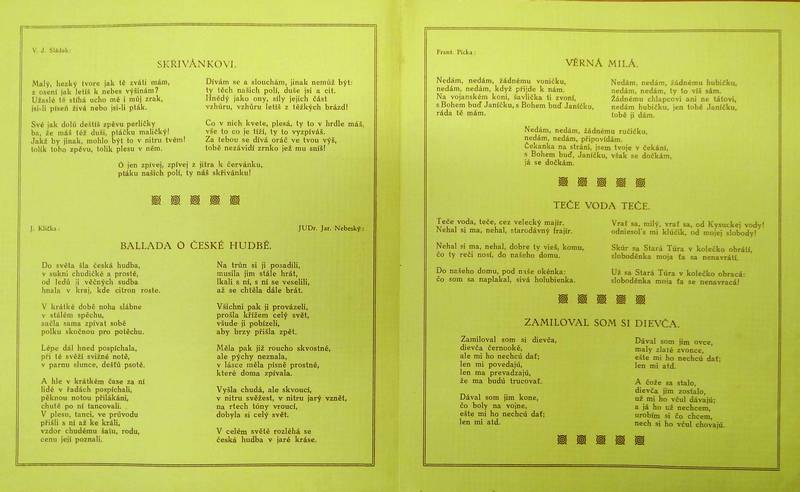 V. J. Sládek:
SKŘIVÁNKOVI.
Malý, hezký tvore jak tě zváti mám,
z osení jak letíš k nebes výšinám?
Užaslé tě stíhá ucho mé i můj zrak,
jsi-li píseň živá nebo jsi-li pták.
Své jak dolů deštíš zpěvu perličky
ba, že máš též duši, ptáčku maličký!
Jakž by jinak, mohlo být to v nitru tvém!
tolik toho zpěvu, tolik plesu v něm.
Dívám se a slouchám, jinak nemůž být:
ty těch našich polí, duše jsi a cit.
Hnědý jako ony, síly jejich část
vzhůru, vzhůru letíš z těžkých brázd!
Co v nich kvete, plesá, ty to v hrdle máš,
vše to co je tíží, ty to vyzpíváš.
Za tebou se dívá oráč ve tvou výš,
tobě nezávidí zrnko jež mu sníš!
Ó jen zpívej, zpívej z jitra k červánku,
ptáku našich polí, ty náš skřivánku!
J. Klička:
JUDr. Jar. Nebeský:
BALLADA O ČESKÉ HUDBĚ.
Do světa šla česká hudba,
v sukni chudičké a prosté,
od ledů ji věčných sudba
hnala v kraj, kde citron roste.
V krátké době noha slábne
v stálém spěchu,
začla sama zpívat sobě
polku skočnou pro potěchu.
Lépe dál hned pospíchala,
při té svěží svižné notě,
v parnu slunce, dešťů psotě.
A hle v krátkém čase za ní
lidé v řadách pospíchali,
pěknou notou přilákáni,
chutě po ní tancovali.
V plesu, tanci, ve průvodu
přišli s ní až ke králi,
vzdor chudému šatu, rodu,
cenu její poznali.
Na trůn si ji posadili,
musila jim stále hrát,
lkali s ní, s ní se veselili,
až se chtěla dále brát.
Všichni pak ji provázeli,
prošla křížem celý svět,
všude ji pobízeli,
aby brzy přišla zpět.
Měla pak již roucho skvostné,
ale pýchy neznala,
v lásce měla písně prostné,
které doma zpívala.
Vyšla chudá, ale skvoucí,
v nitru svěžest, v nitru jarý vznět,
na rtech tóny vroucí,
dobyla si celý svět.
V celém světě rozléhá se
česká hudba v jaré kráse.
Frant. Picka:
VĚRNÁ MILÁ.
Nedám, nedám, žádnému voničku,
nedám, nedám, když přijde k nám.
Na vojanském koni, šavlička ti zvoní,
s Bohem buď Janíčku, s Bohem buď Janíčku,
ráda tě mám.
Nedám, nedám, žádnému hubičku,
nedám, nedám, ty to víš sám.
Žádnému chlapcovi ani ne tátovi,
nedám hubičku, jen tobě Janíčku,
tobě ji dám.
Nedám, nedám, žádnému ručičku,
nedám, nedám, připovídám.
Čekanka na stráni, jsem tvoje v čekání,
s Bohem buď, Janíčku, však se dočkám,
já se dočkám.
TEČE VODA TEČE.
Teče voda, teče, cez velecký majír.
Nehal si ma, nehal, starodávný frajír.
Nehal si ma, nehal, dobre ty vieš, komu,
čo ty reči nosí, do našeho domu.
Do našeho domu, pod naše okénka:
čo som sa naplakal, sivá holubienka.
Vrať sa, milý, vrať sa, od Kysuckej vody!
odniesol's mi klúčik, od mojej slobody!
Skúr sa Stará Túra v kolečko obráti,
sloboděnka moja ťa sa nenavráti.
Už sa Stará Túra v kolečko obracá:
sloboděnka moja ťa se nenavracá!
ZAMILOVAL SOM SI DIEVČA.
Zamiloval som si dievča,
dievča černooké,
ale mi ho nechcú dať;
len mi povedajú,
len ma prevadzajú,
že ma budú trucovať.
Dával som jim kone,
čo boly na vojne,
ešte mi ho nechcú dať;
len mi atd.
Dával som jim ovce,
maly zlaté zvonce,
ešte mi ho nechcú dať;
len mi atd.
A čože sa stalo,
dievča jim zostalo,
už mi ho včul dávajú;
a já ho už nechcem,
urobím si čo chcem,
nech si ho včul chovajú.